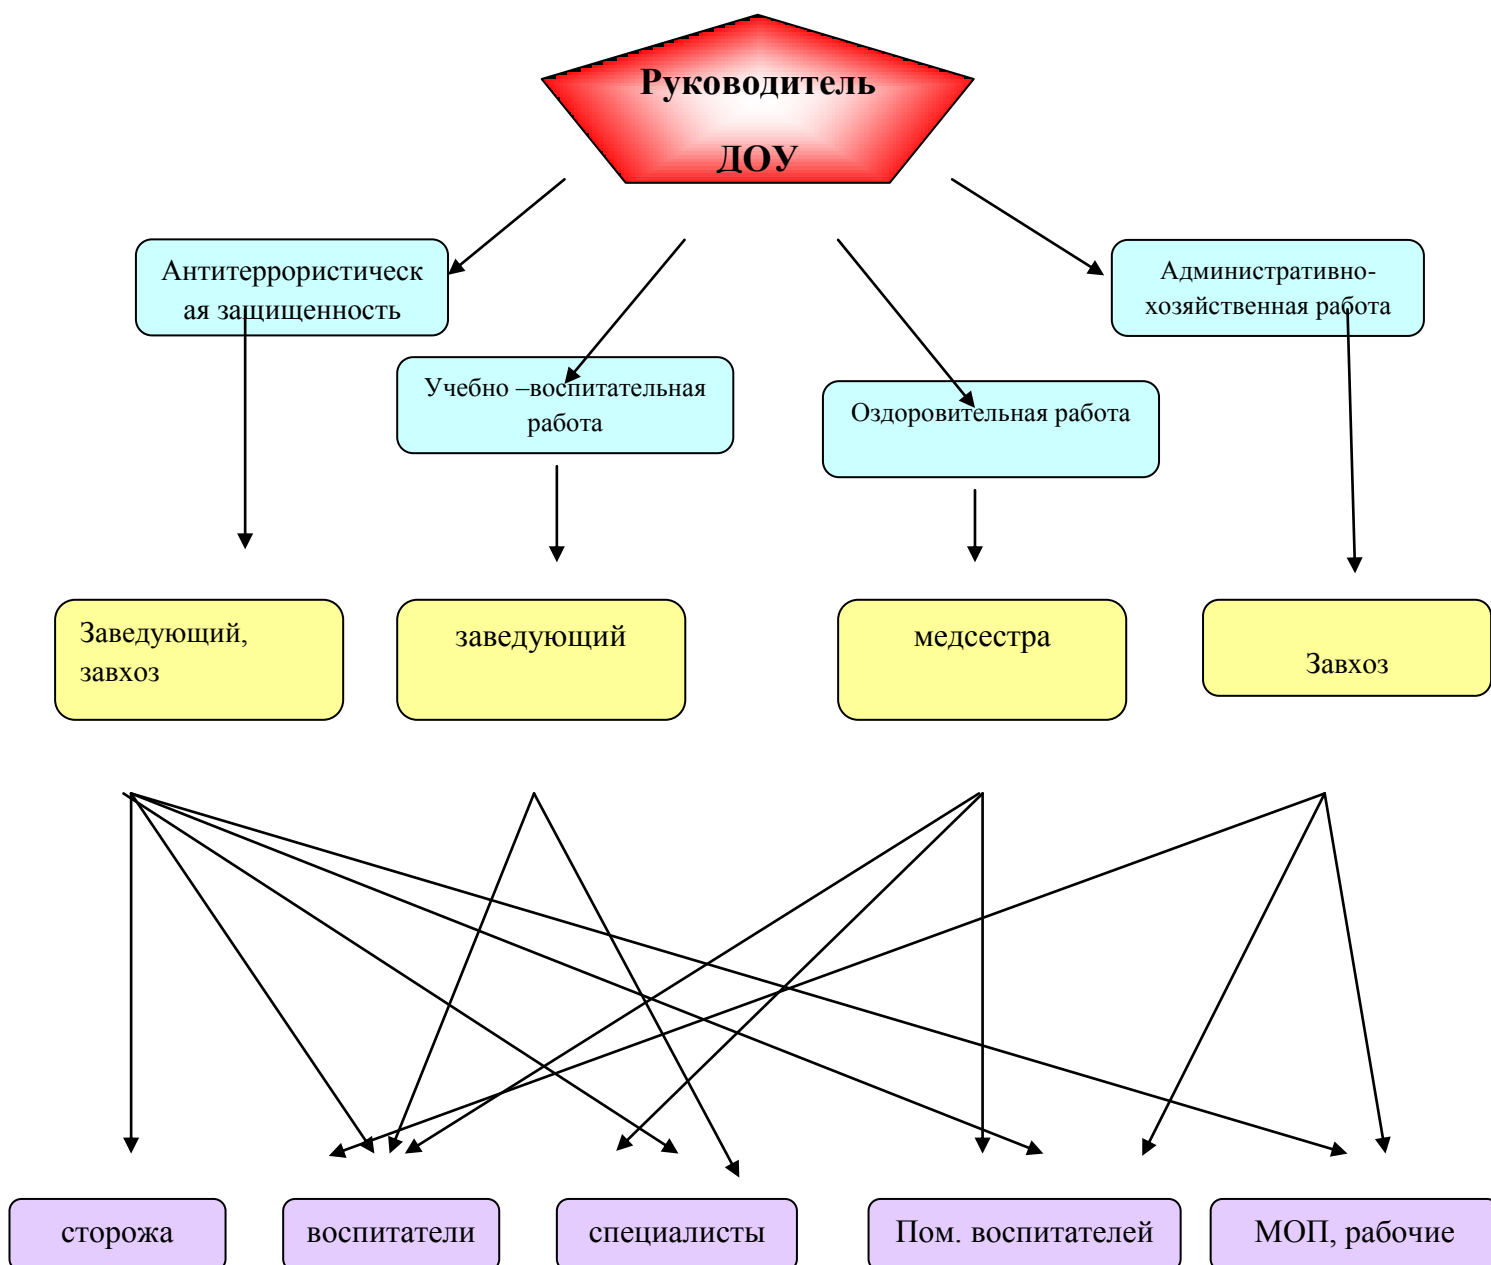 Руководитель
ДОУ
Антитеррористическ
ая защищенность
Административно-
хозяйственная работа
Учебно –воспитательная
работа
Оздоровительная работа
Заведующий,
завхоз
заведующий
медсестра
Завхоз
сторожа
воспитатели
специалисты
Пом. воспитателей
МОП, рабочие